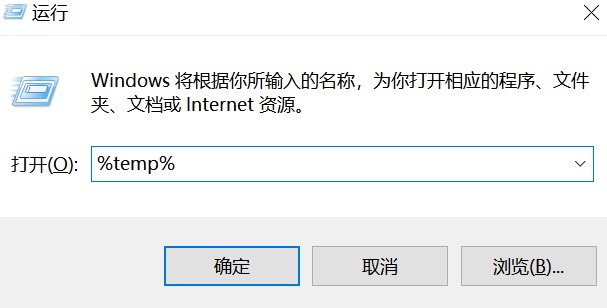 运行
Windows 将根据你所输入的名称，为你打开相应的程序、文件
夹、文档或 Internet 资源。
打开(O): %temp%
确定 取消 浏览(B)...